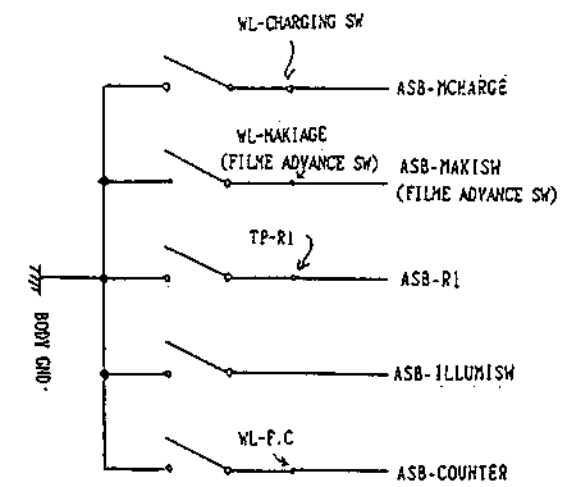 WL-CHARGING SW
ASB-MCHARGE
WL-MAKIAGE
(FILME ADVANCE SW)
ASB-MAKISW
(FILME ADVANCE SW)
TP-R1
ASB-R1
BODY GND.
ASB-ILLUMISW
WL-F.C
ASB-COUNTER